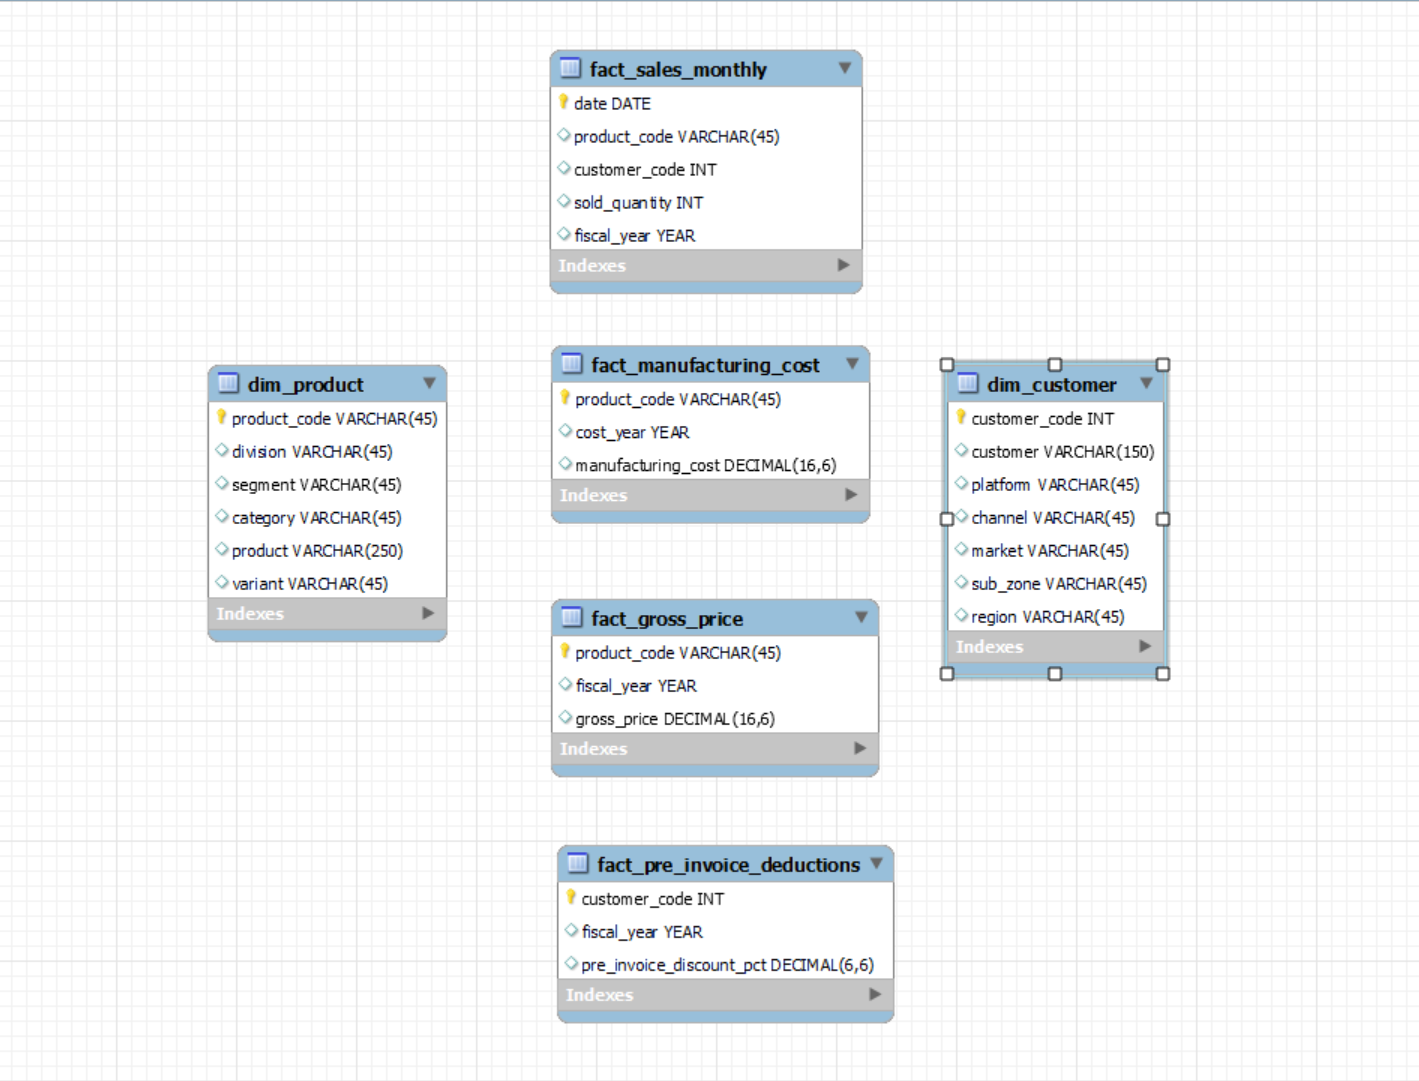 fact_sales_monthly
date DATE
product_code VARCHAR(45)
customer_code INT
sold_quantity INT
fiscal_year YEAR
Indexes
dim_product
product_code VARCHAR(45)
division VARCHAR(45)
segment VARCHAR(45)
category VARCHAR(45)
product VARCHAR(250)
variant VARCHAR(45)
Indexes
fact_manufacturing_cost
product_code VARCHAR(45)
cost_year YEAR
manufacturing_cost DECIMAL(16,6)
Indexes
dim_customer
customer_code INT
customer VARCHAR(150)
platform VARCHAR(45)
channel VARCHAR(45)
market VARCHAR(45)
sub_zone VARCHAR(45)
region VARCHAR(45)
Indexes
fact_gross_price
product_code VARCHAR(45)
fiscal_year YEAR
gross_price DECIMAL(16,6)
Indexes
fact_pre_invoice_deductions
customer_code INT
fiscal_year YEAR
pre_invoice_discount_pct DECIMAL(6,6)
Indexes